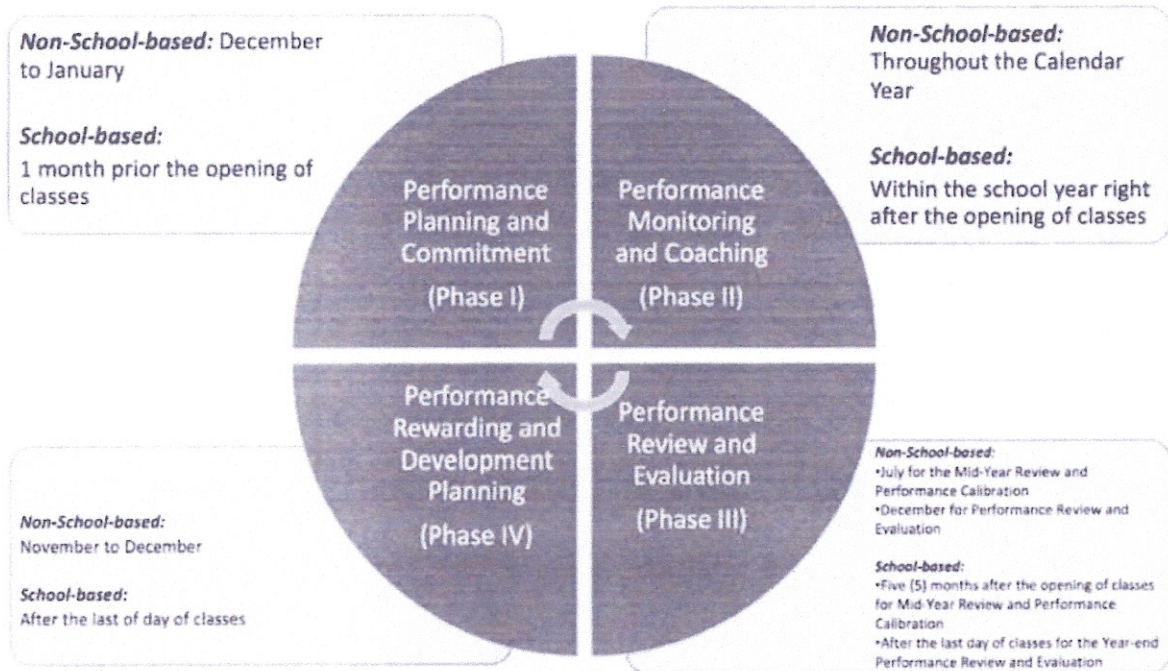 Non-School-based: December
to January
School-based:
1 month prior the opening of
classes
Non-School-based:
Throughout the Calendar
Year
School-based:
Within the school year right
after the opening of classes
Performance
Planning and
Commitment
(Phase I)
Performance
Monitoring
and Coaching
(Phase II)
Performance
Rewarding and
Development
Planning
(Phase IV)
Performance
Review and
Evaluation
(Phase III)
Non-School-based:
November to December
School-based:
After the last of day of classes
Non-School-based:
•July for the Mid-Year Review and
Performance Calibration
•December for Performance Review and
Evaluation
School-based:
•Five (5) months after the opening of classes
for Mid-Year Review and Performance
Calibration
•After the last day of classes for the Year-end
Performance Review and Evaluation